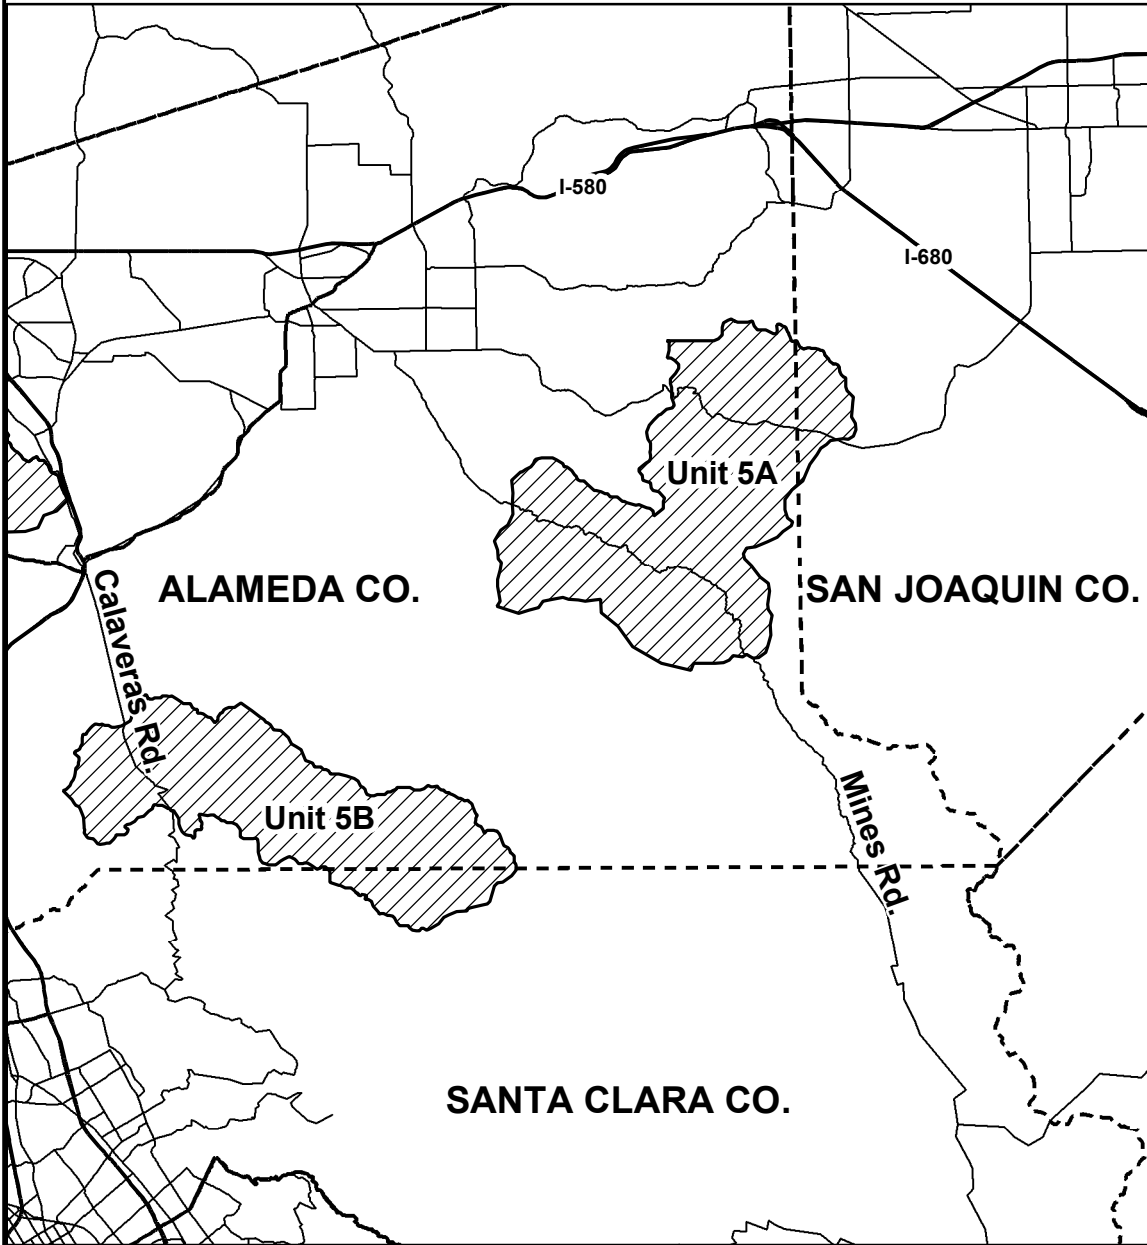 I-580
I-680
Unit 5A
ALAMEDA CO.
SAN JOAQUIN CO.
Calaveras Rd.
Unit 5B
Mines Rd.
SANTA CLARA CO.